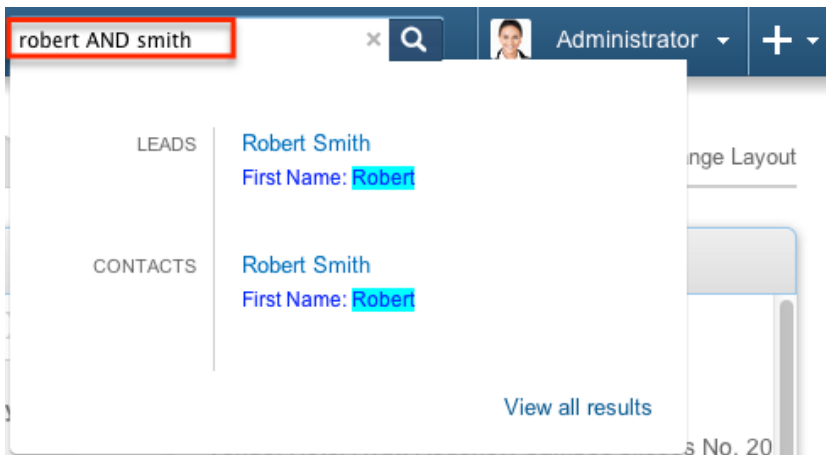 robert AND smith
Administrator
LEADS
Robert Smith
First Name: Robert
nge Layout
CONTACTS
Robert Smith
First Name: Robert
View all results
s No. 20